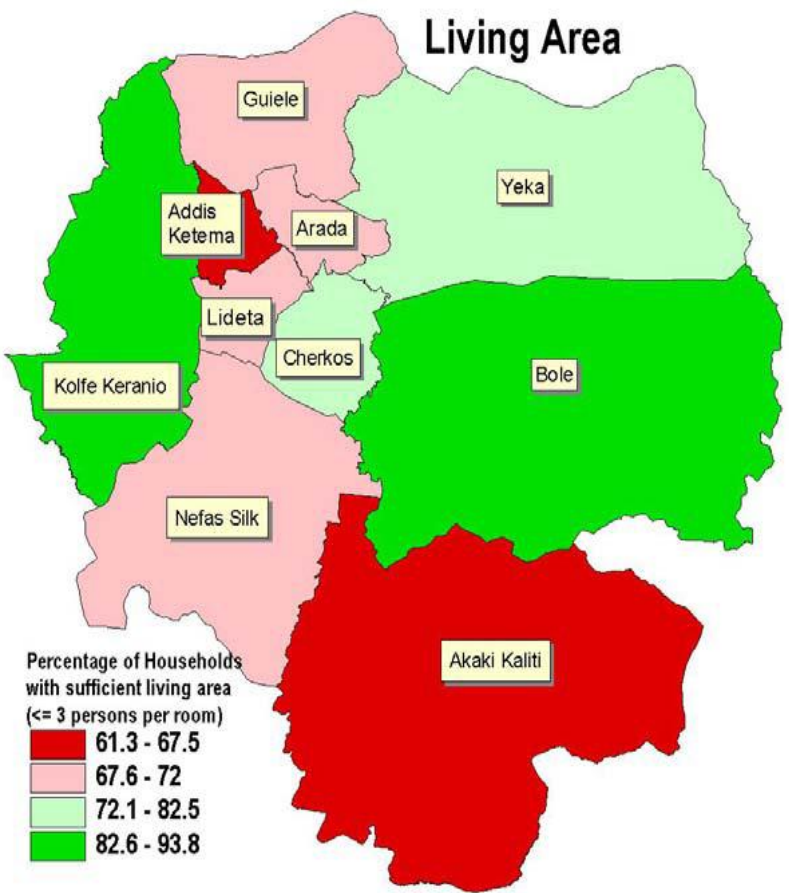 Living Area
Guiele
Yeka
Addis
Ketema
Arada
Lideta
Cherkos
Bole
Kolfe Keranio
Nefas Silk
Akaki Kaliti
Percentage of Households
with sufficient living area
(<= 3 persons per room)
61.3 - 67.5
67.6 - 72
72.1 - 82.5
82.6 - 93.8